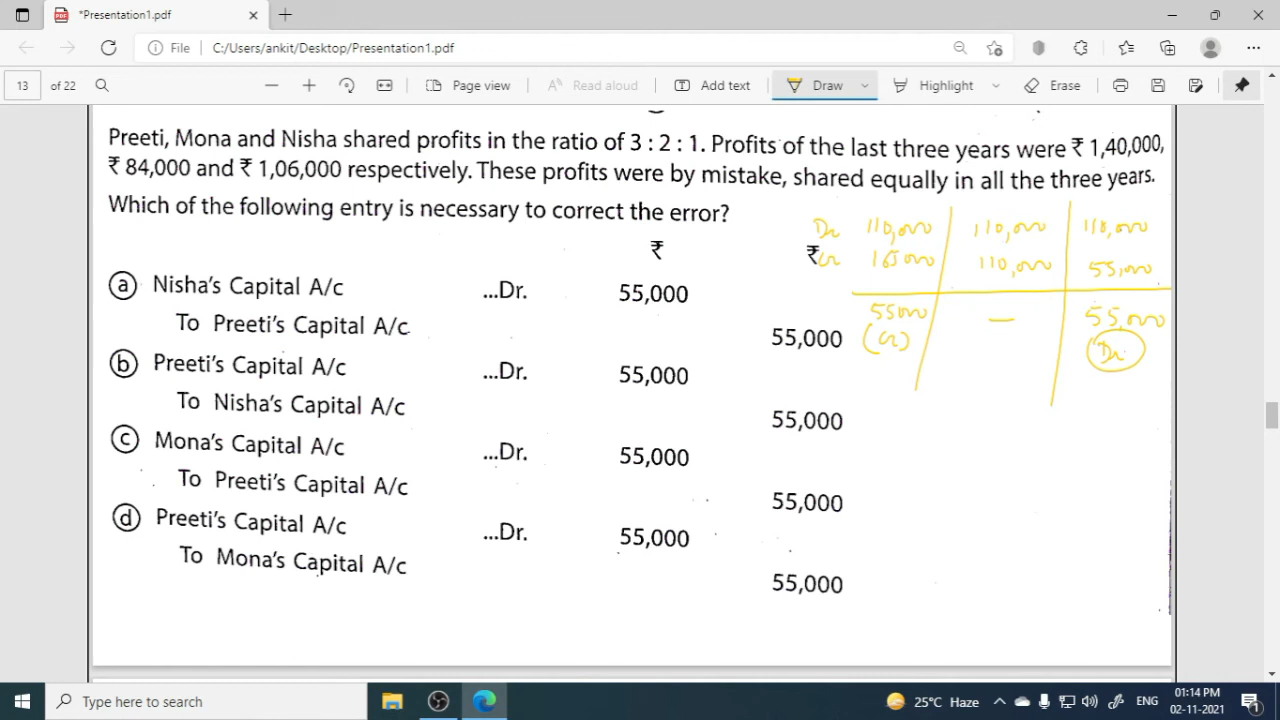 *Presentation1.pdf
File C:/Users/ankit/Desktop/Presentation1.pdf
13 of 22 Page view Read aloud Add text Draw Highlight Erase
Preeti, Mona and Nisha shared profits in the ratio of 3 : 2 : 1. Profits of the last three years were ₹ 1,40,000,
₹ 84,000 and ₹ 1,06,000 respectively. These profits were by mistake, shared equally in all the three years.
Which of the following entry is necessary to correct the error?
₹ ₹
Dr 110,000 110,000 110,000
Cr 165000 110,000 55,000
55000 — 55,000
(Cr) Dr
(a) Nisha's Capital A/c ...Dr. 55,000
To Preeti's Capital A/c 55,000
(b) Preeti's Capital A/c ...Dr. 55,000
To Nisha's Capital A/c 55,000
(c) Mona's Capital A/c ...Dr. 55,000
To Preeti's Capital A/c 55,000
(d) Preeti's Capital A/c ...Dr. 55,000
To Mona's Capital A/c 55,000
Type here to search 25°C Haze ENG 01:14 PM
02-11-2021